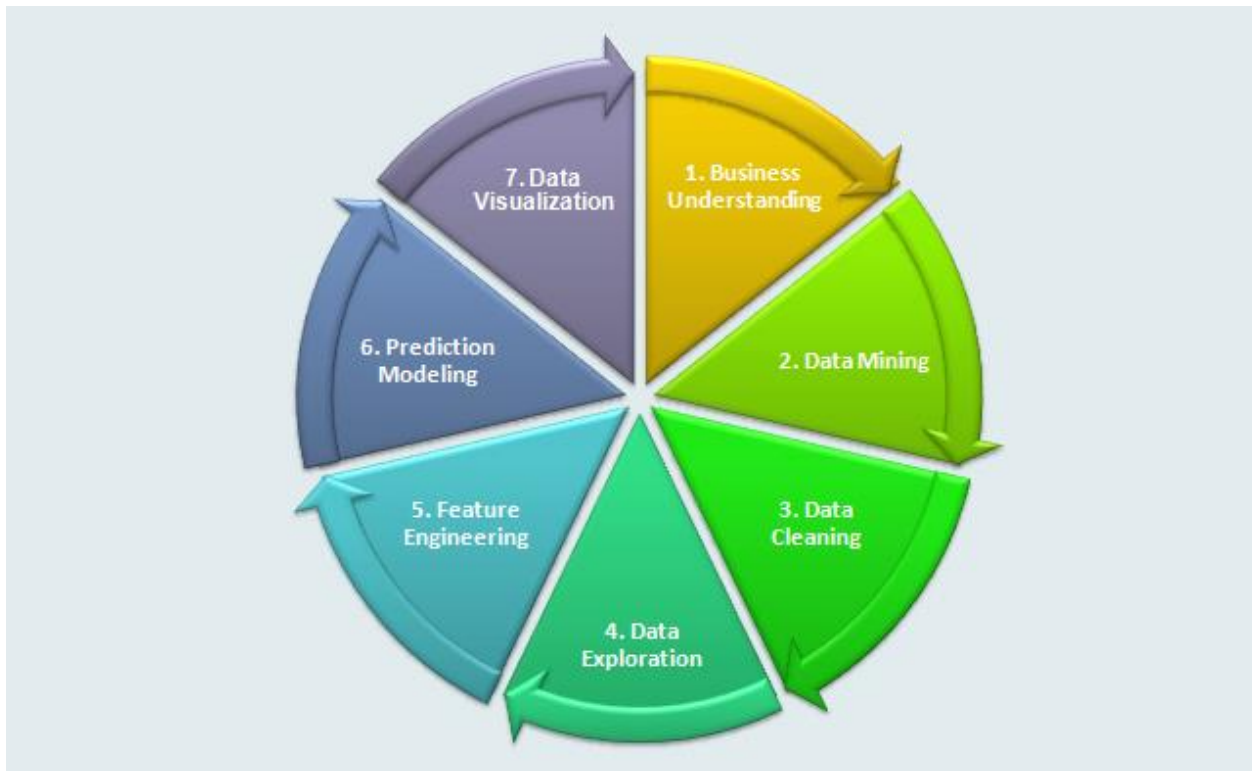 1. Business
Understanding
2. Data Mining
3. Data
Cleaning
4. Data
Exploration
5. Feature
Engineering
6. Prediction
Modeling
7. Data
Visualization